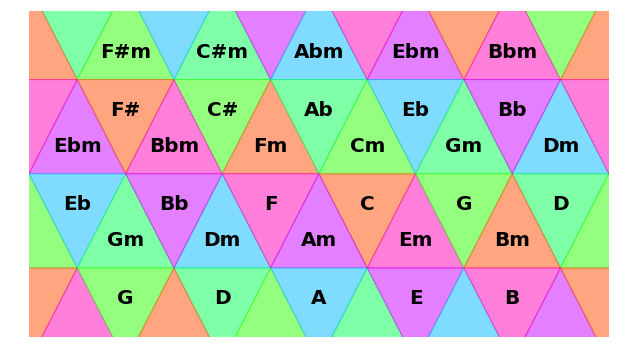 F#m C#m Abm Ebm Bbm
F# C# Ab Eb Bb
Ebm Bbm Fm Cm Gm Dm
Eb Bb F C G D
Gm Dm Am Em Bm
G D A E B